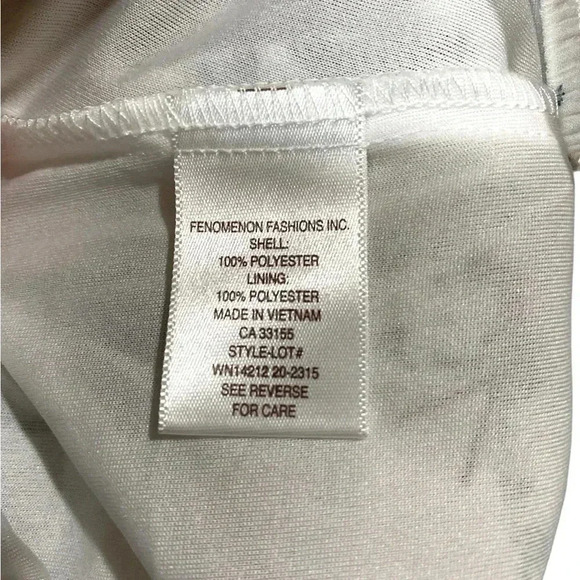 FENOMENON FASHIONS INC.
SHELL:
100% POLYESTER
LINING:
100% POLYESTER
MADE IN VIETNAM
CA 33155
STYLE-LOT#
WN14212 20-2315
SEE REVERSE
FOR CARE